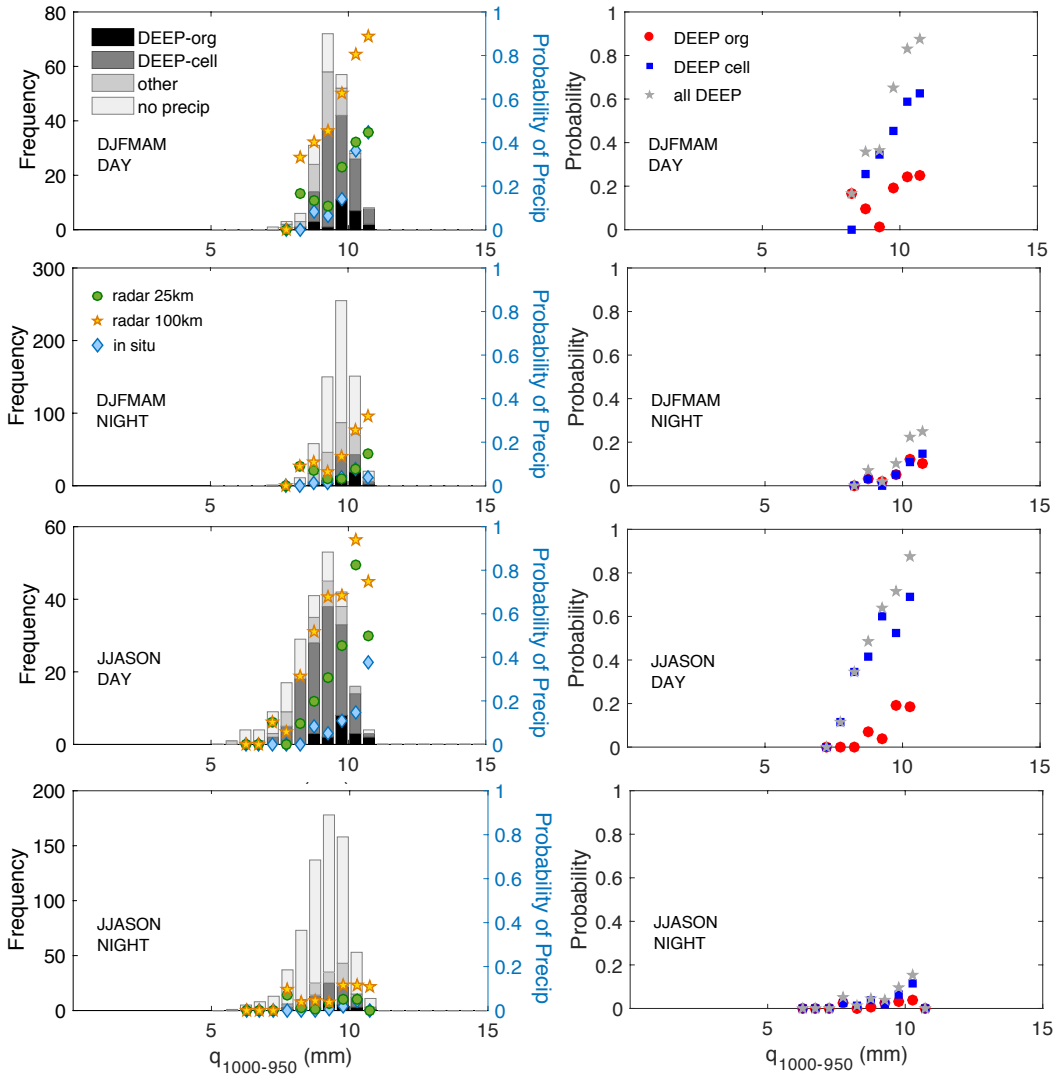 80
60
40
20
0
Frequency
DEEP-org
DEEP-cell
other
no precip
DJFMAM
DAY
5
10
15
1
0.8
0.6
0.4
0.2
0
Probability of Precip
1
0.8
0.6
0.4
0.2
0
Probability
DEEP org
DEEP cell
all DEEP
DJFMAM
DAY
5
10
15
300
200
100
0
Frequency
radar 25km
radar 100km
in situ
DJFMAM
NIGHT
5
10
15
1
0.8
0.6
0.4
0.2
0
Probability of Precip
1
0.8
0.6
0.4
0.2
0
Probability
DJFMAM
NIGHT
5
10
15
60
40
20
0
Frequency
JJASON
DAY
5
10
15
1
0.8
0.6
0.4
0.2
0
Probability of Precip
1
0.8
0.6
0.4
0.2
0
Probability
JJASON
DAY
5
10
15
200
150
100
50
0
Frequency
JJASON
NIGHT
5
10
15
q1000-950 (mm)
1
0.8
0.6
0.4
0.2
0
Probability of Precip
1
0.8
0.6
0.4
0.2
0
Probability
JJASON
NIGHT
5
10
15
q1000-950 (mm)